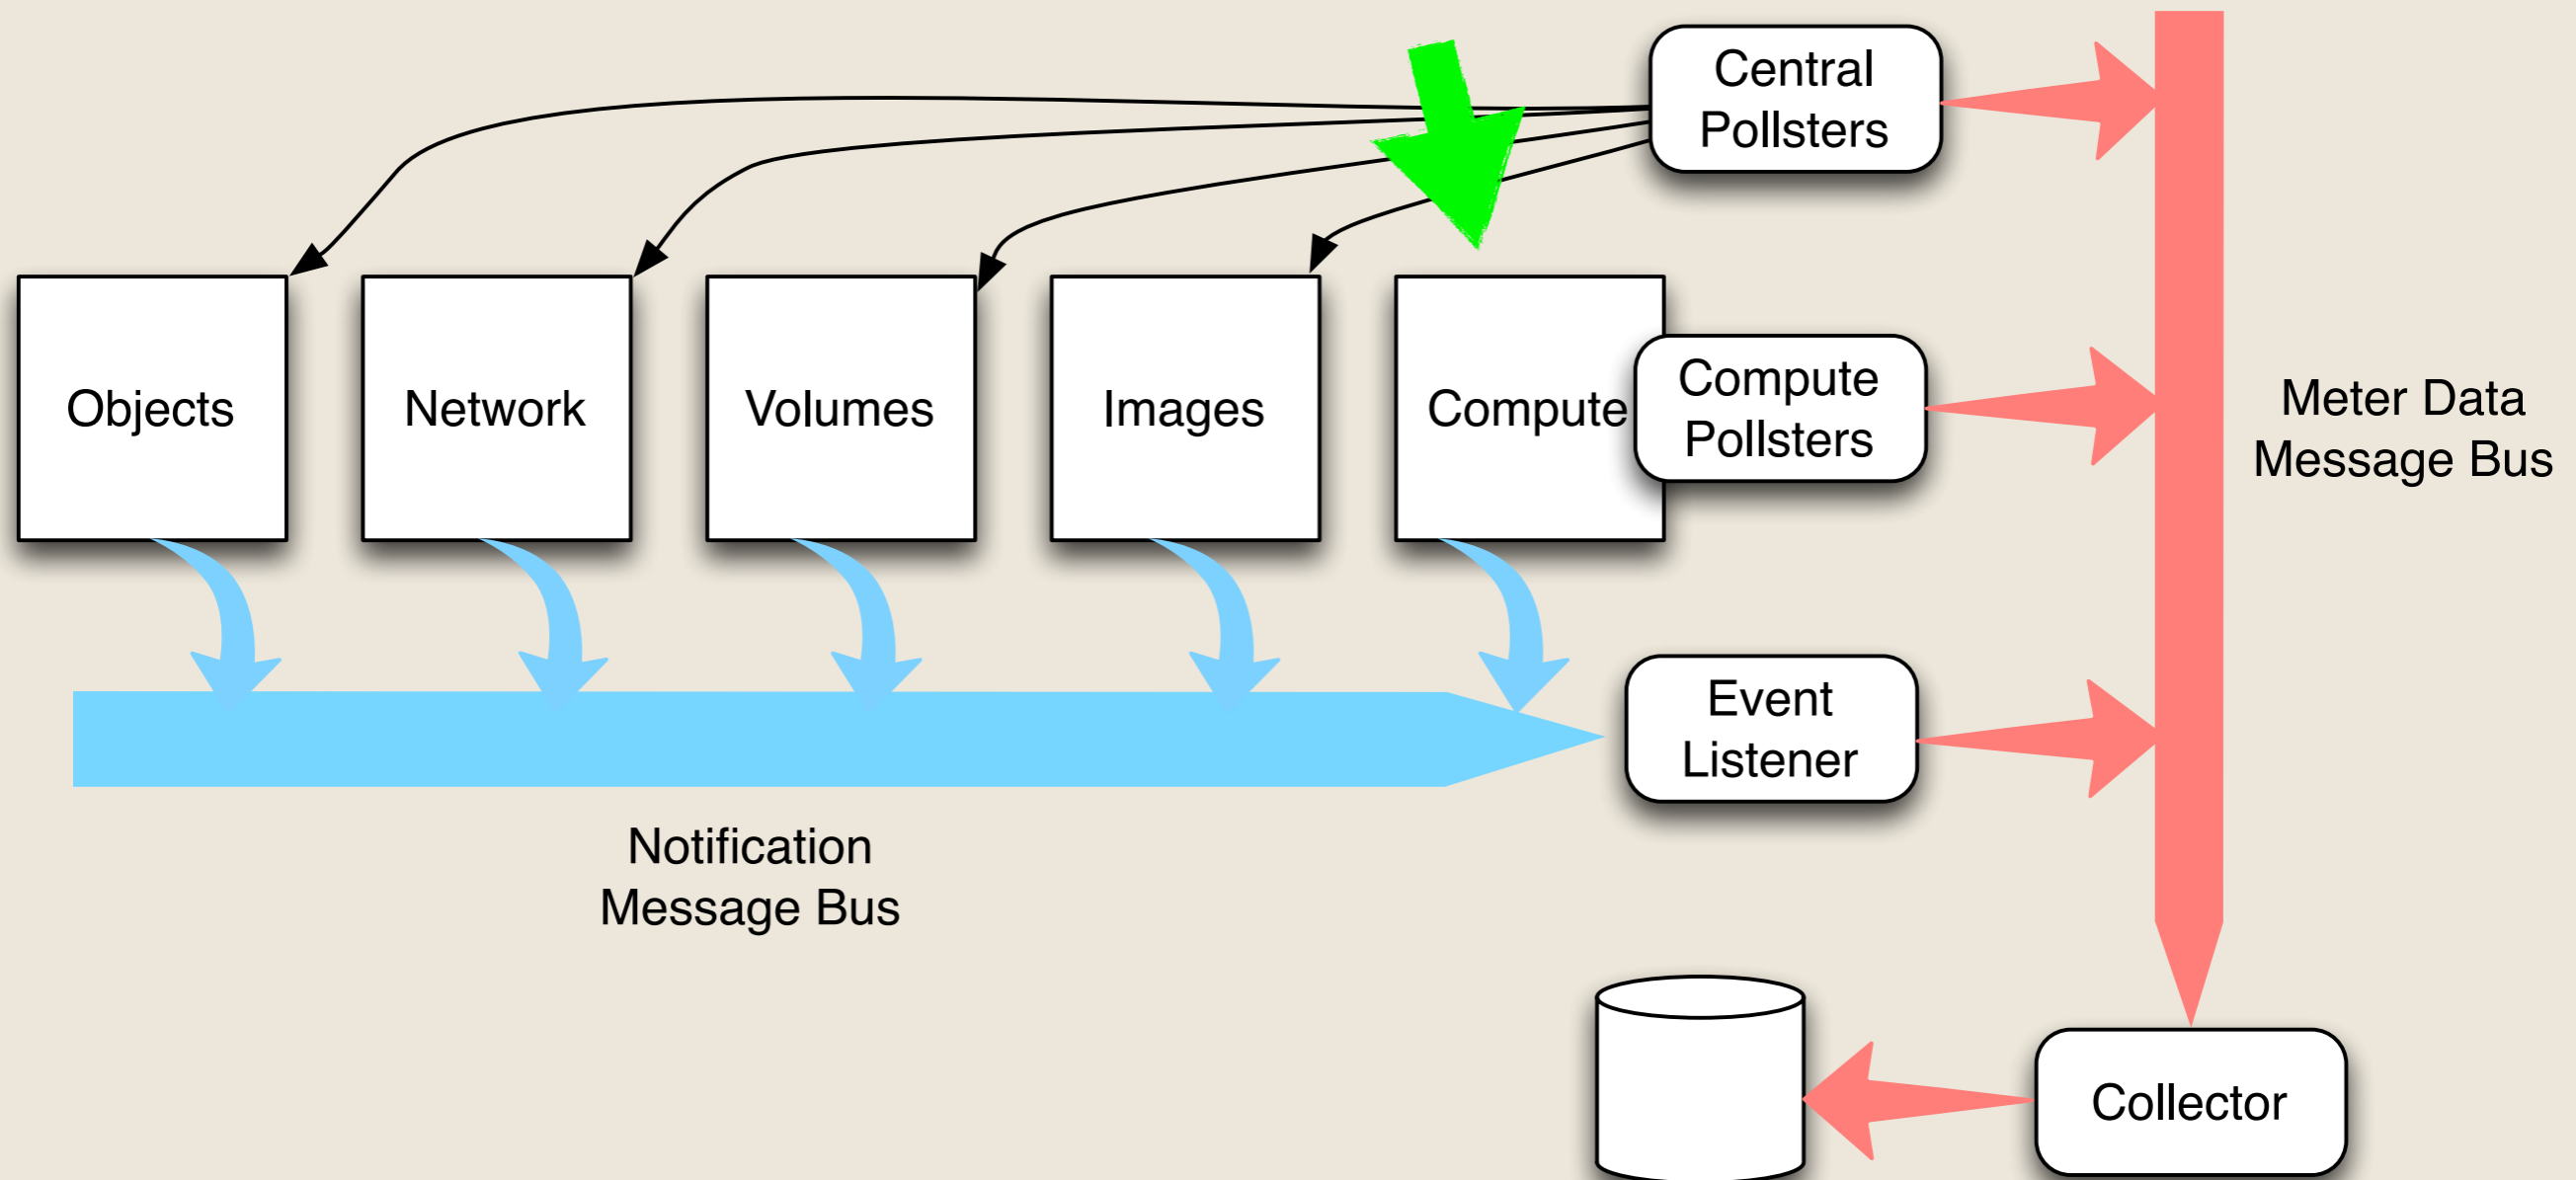 Central
Pollsters
Objects
Network
Volumes
Images
Compute
Compute
Pollsters
Meter Data
Message Bus
Event
Listener
Notification
Message Bus
Collector